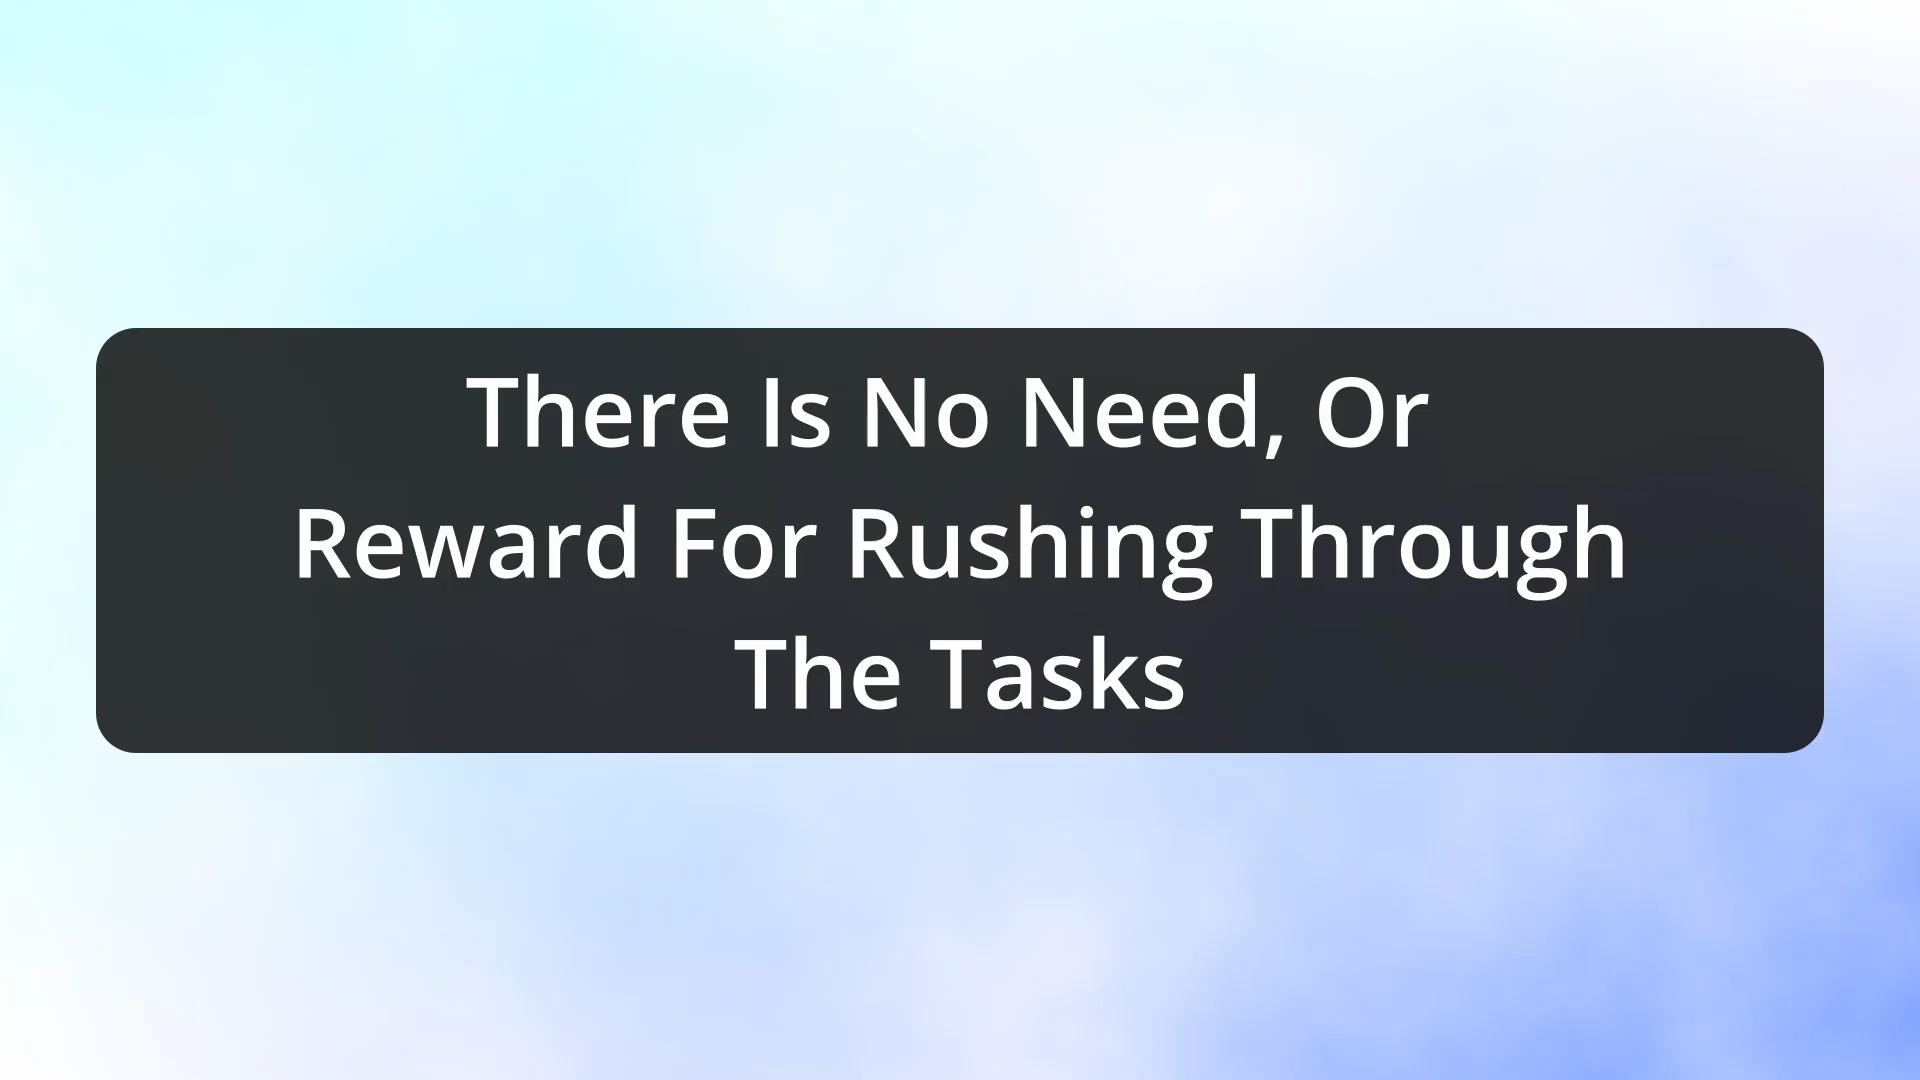 There Is No Need, Or
Reward For Rushing Through
The Tasks